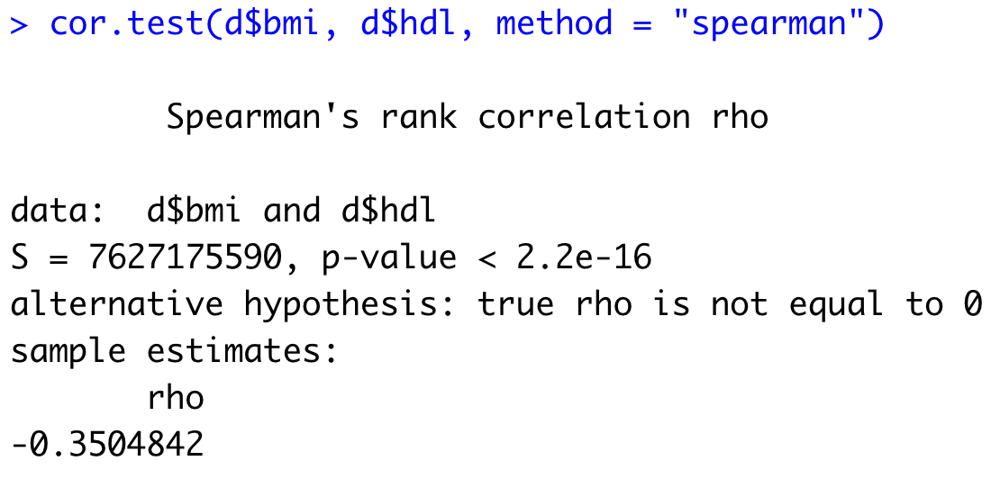 > cor.test(d$bmi, d$hdl, method = "spearman")
Spearman's rank correlation rho
data:  d$bmi and d$hdl
S = 7627175590, p-value < 2.2e-16
alternative hypothesis: true rho is not equal to 0
sample estimates:
rho
-0.3504842